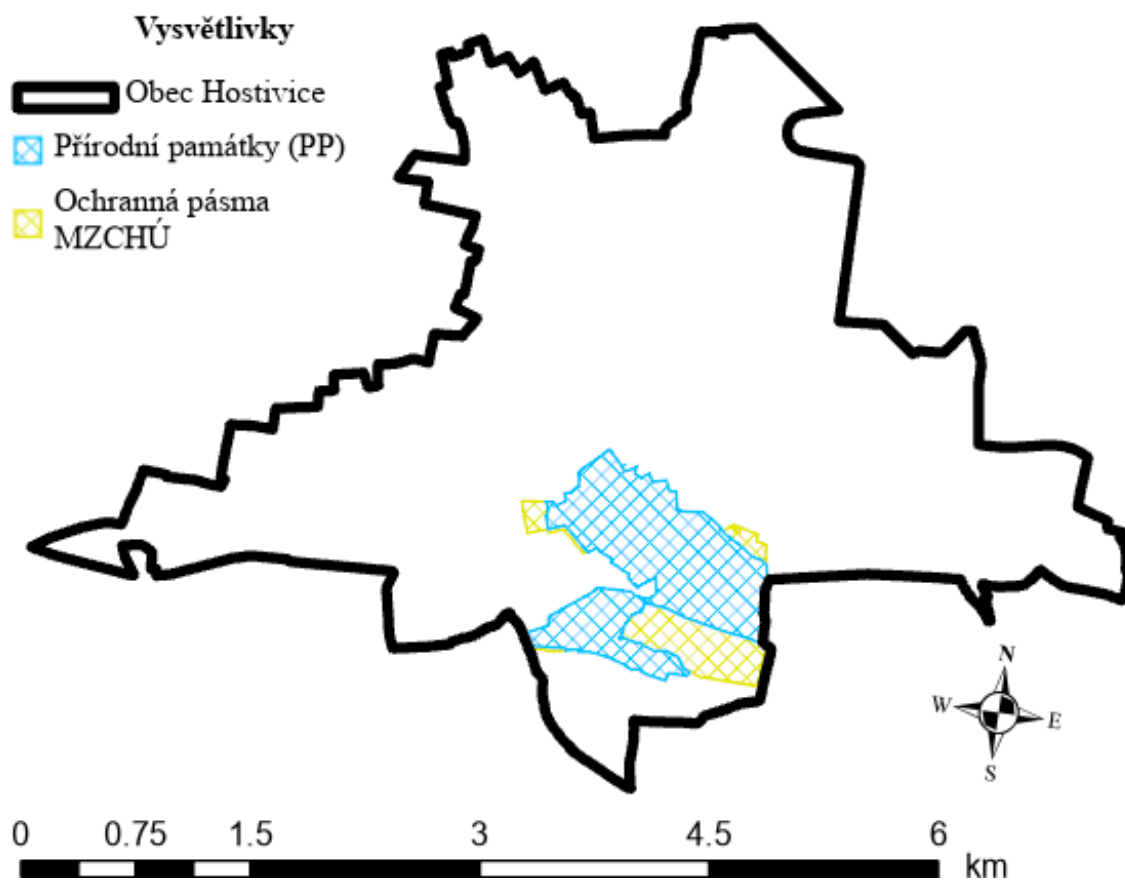 Vysvětlivky
Obec Hostivice
Přírodní památky (PP)
Ochranná pásma
MZCHÚ
N
W
E
S
0 0.75 1.5 3 4.5 6
km